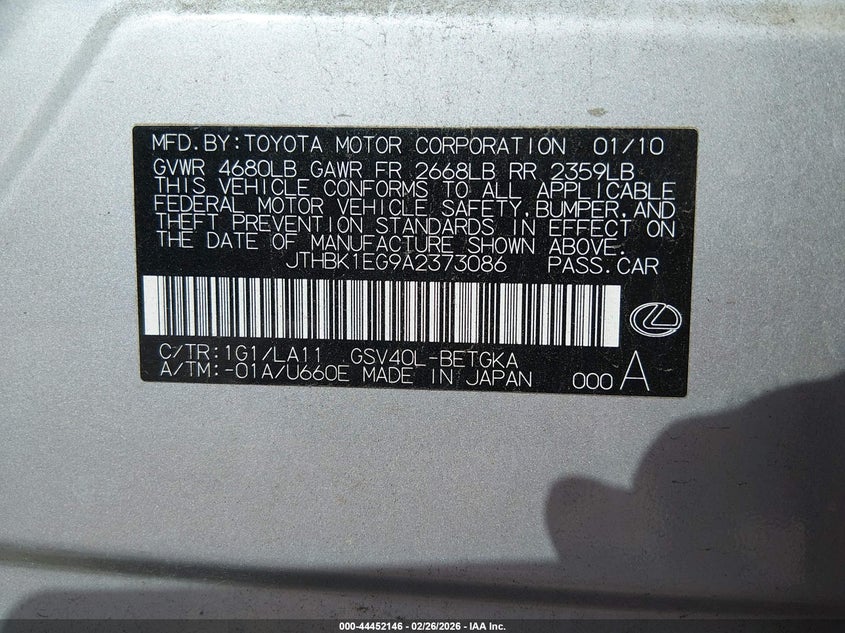 MFD.BY:TOYOTA MOTOR CORPORATION 01/10
GVWR 4680LB GAWR FR 2668LB RR 2359LB
THIS VEHICLE CONFORMS TO ALL APPLICABLE
FEDERAL MOTOR VEHICLE SAFETY,BUMPER,AND
THEFT PREVENTION STANDARDS IN EFFECT ON
THE DATE OF MANUFACTURE SHOWN ABOVE.
JTHBK1EG9A2373086 PASS.CAR
C/TR:1G1/LA11 GSV40L-BETGKA
A/TM:-01A/U660E MADE IN JAPAN 000 A
000-44452146 - 02/26/2026 - IAA Inc.